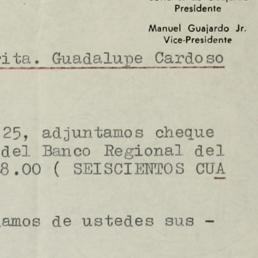 Presidente
Manuel Guajardo Jr.
Vice-Presidente
rita. Guadalupe Cardoso
25, adjuntamos cheque
del Banco Regional del
8.00 ( SEISCIENTOS CUA
amos de ustedes sus -